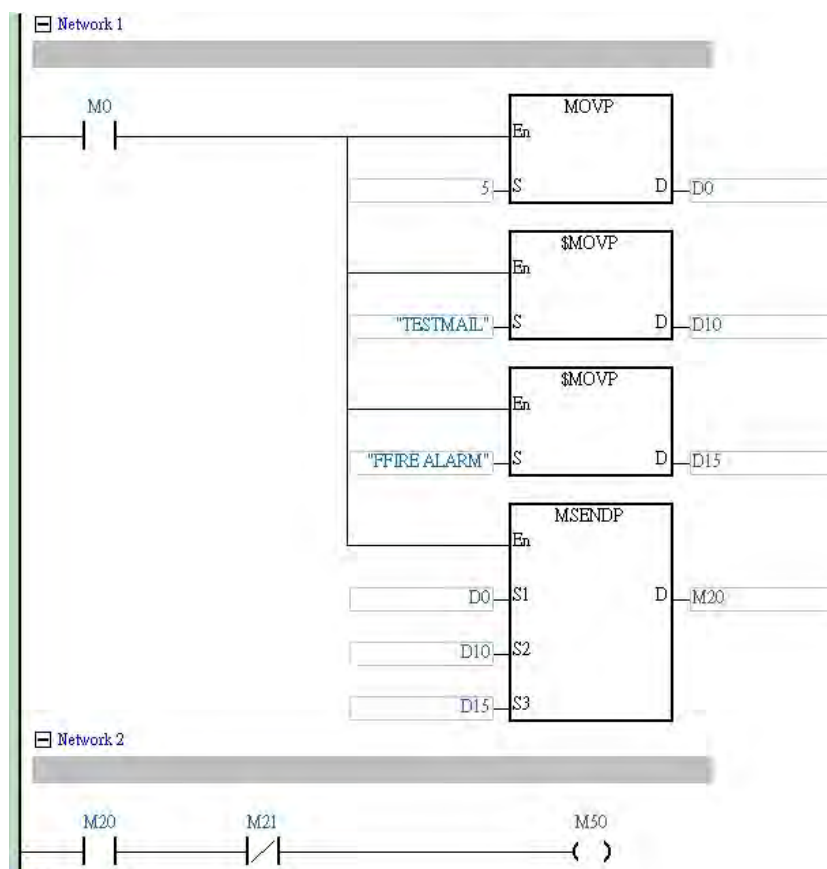 Network 1
M0
MOVP
En
5 S D D0
$MOVP
En
"TESTMAIL" S D D10
$MOVP
En
"FFIRE ALARM" S D D15
MSENDP
En
D0 S1 D M20
D10 S2
D15 S3
Network 2
M20 M21 M50